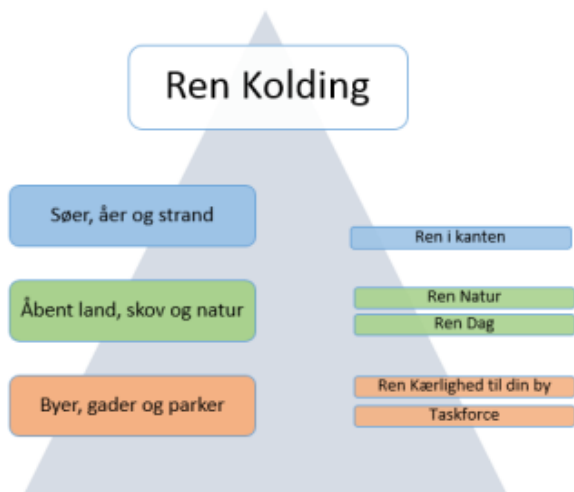 Ren Kolding
Søer, åer og strand
Ren i kanten
Åbent land, skov og natur
Ren Natur
Ren Dag
Byer, gader og parker
Ren Kærlighed til din by
Taskforce